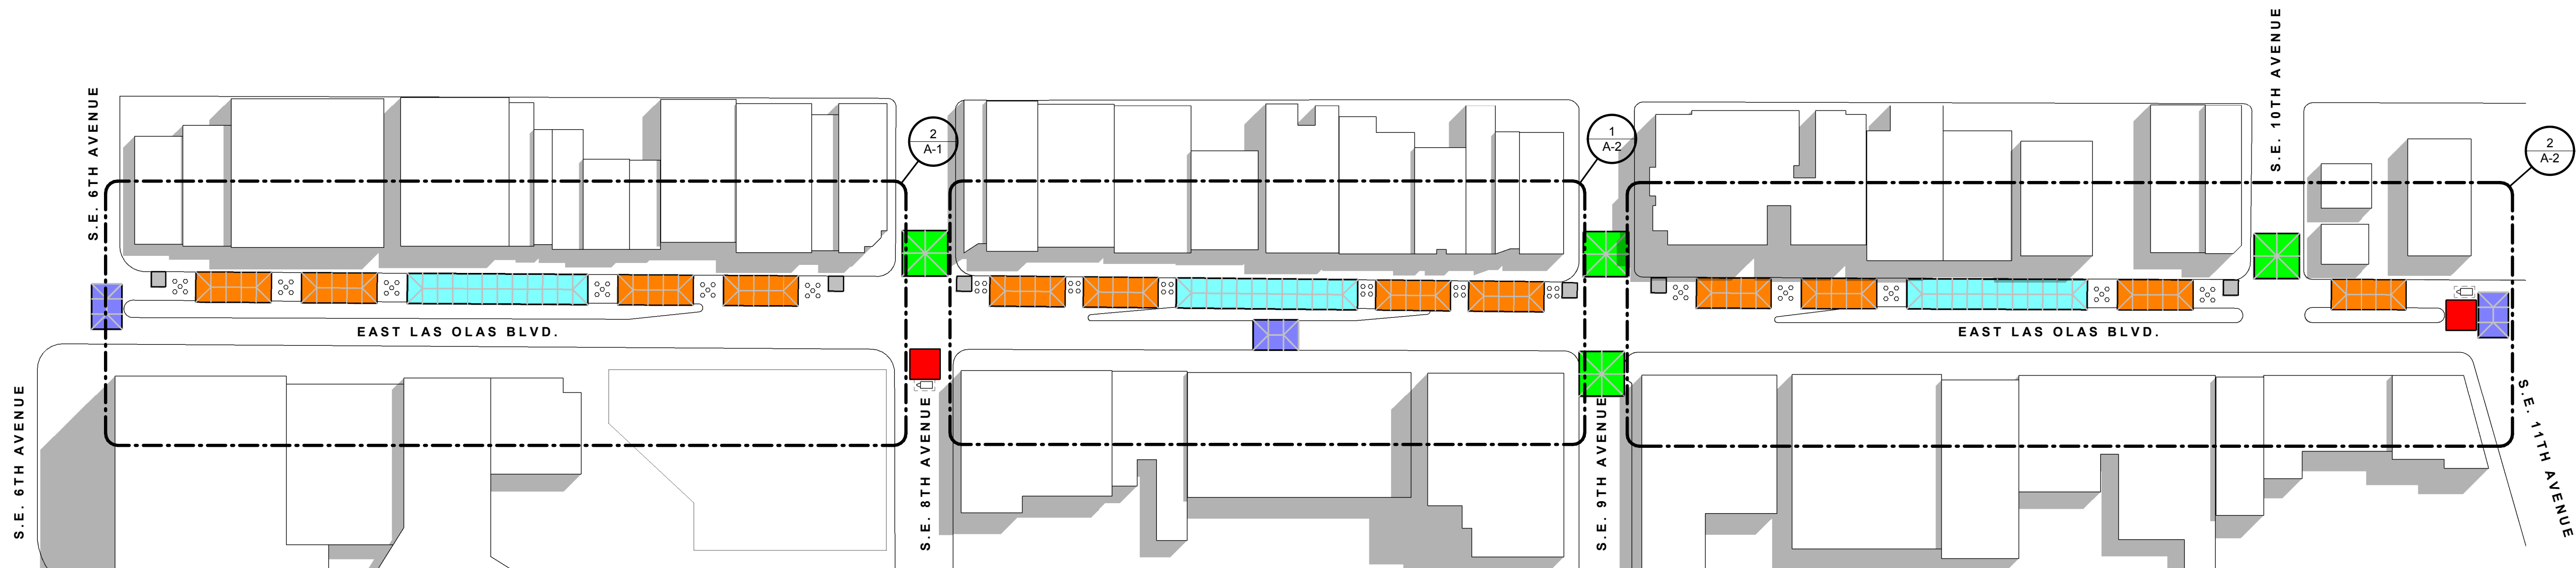 S.E. 6TH AVENUE
S.E. 10TH AVENUE
2
A-1
1
A-2
2
A-2
EAST LAS OLAS BLVD.
EAST LAS OLAS BLVD.
S.E. 6TH AVENUE
S.E. 8TH AVENUE
S.E. 9TH AVENUE
S.E. 11TH AVENUE